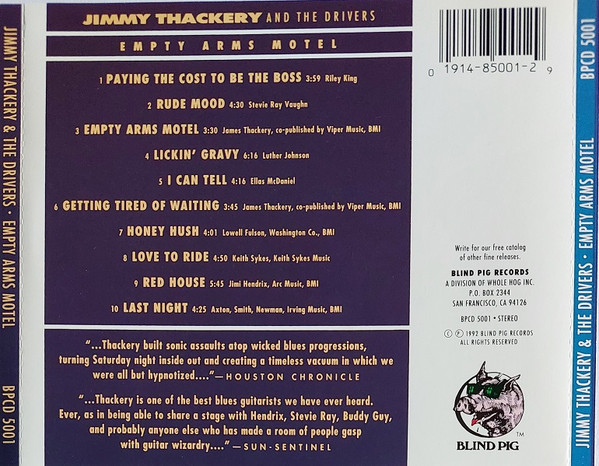 JIMMY THACKERY AND THE DRIVERS
EMPTY ARMS MOTEL
1 PAYING THE COST TO BE THE BOSS 3:59 Riley King
2 RUDE MOOD 4:30 Stevie Ray Vaughn
3 EMPTY ARMS MOTEL 3:30 James Thackery, co-published by Viper Music, BMI
4 LICKIN' GRAVY 6:16 Luther Johnson
5 I CAN TELL 4:16 Ellas McDaniel
6 GETTING TIRED OF WAITING 3:45 James Thackery, co-published by Viper Music, BMI
7 HONEY HUSH 4:01 Lowell Fulson, Washington Co., BMI
8 LOVE TO RIDE 4:50 Keith Sykes, Keith Sykes Music
9 RED HOUSE 5:45 Jimi Hendrix, Arc Music, BMI
10 LAST NIGHT 4:25 Axton, Smith, Newman, Irving Music, BMI
"...Thackery built sonic assaults atop wicked blues progressions,
turning Saturday night inside out and creating a timeless vacuum in which we
were all but hypnotized...."—HOUSTON CHRONICLE
"...Thackery is one of the best blues guitarists we have ever heard.
Ever, as in being able to share a stage with Hendrix, Stevie Ray, Buddy Guy,
and probably anyone else who has made a room of people gasp
with guitar wizardry...."—SUN-SENTINEL
0 1914-85001-2 9
Write for our free catalog
of other fine releases.
BLIND PIG RECORDS
A DIVISION OF WHOLE HOG INC.
P.O. BOX 2344
SAN FRANCISCO, CA 94126
BPCD 5001 • STEREO
© ℗ 1992 BLIND PIG RECORDS
ALL RIGHTS RESERVED
BLIND PIG TM
JIMMY THACKERY & THE DRIVERS • EMPTY ARMS MOTEL BPCD 5001
JIMMY THACKERY & THE DRIVERS • EMPTY ARMS MOTEL BPCD 5001